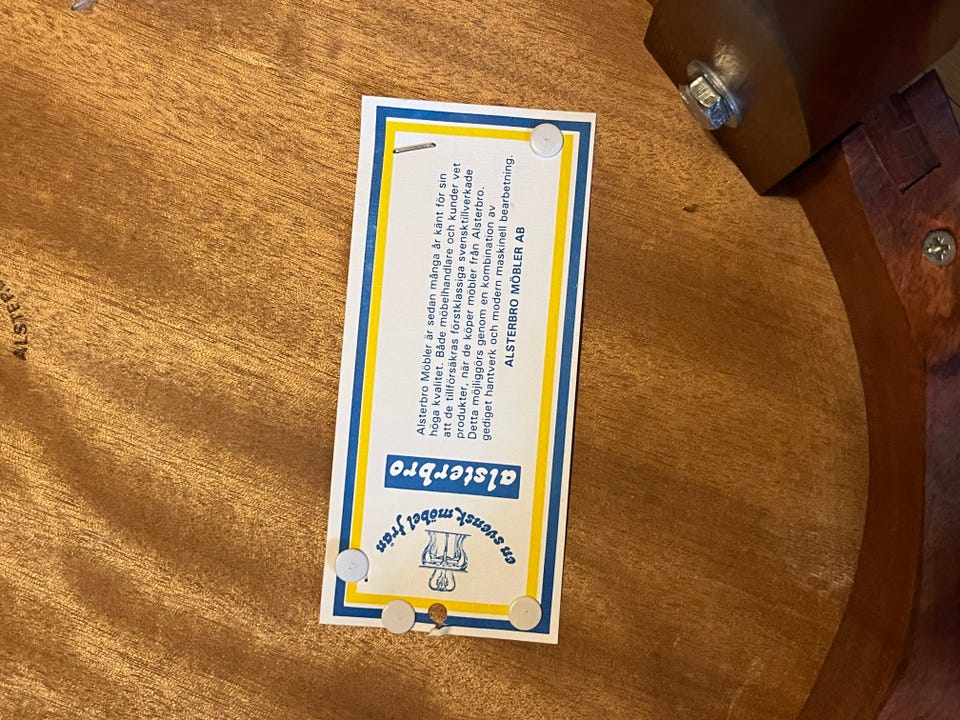 en svensk möbel från
alsterbro
Alsterbro Möbler är sedan många år känt för sin
höga kvalitet. Både möbelhandlare och kunder vet
att de tillförsäkras förstklassiga svensktillverkade
produkter, när de köper möbler från Alsterbro.
Detta möjliggörs genom en kombination av
gediget hantverk och modern maskinell bearbetning.
ALSTERBRO MÖBLER AB